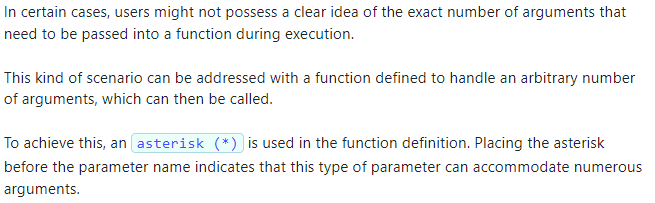 In certain cases, users might not possess a clear idea of the exact number of arguments that
need to be passed into a function during execution.
This kind of scenario can be addressed with a function defined to handle an arbitrary number
of arguments, which can then be called.
To achieve this, an asterisk (*) is used in the function definition. Placing the asterisk
before the parameter name indicates that this type of parameter can accommodate numerous
arguments.